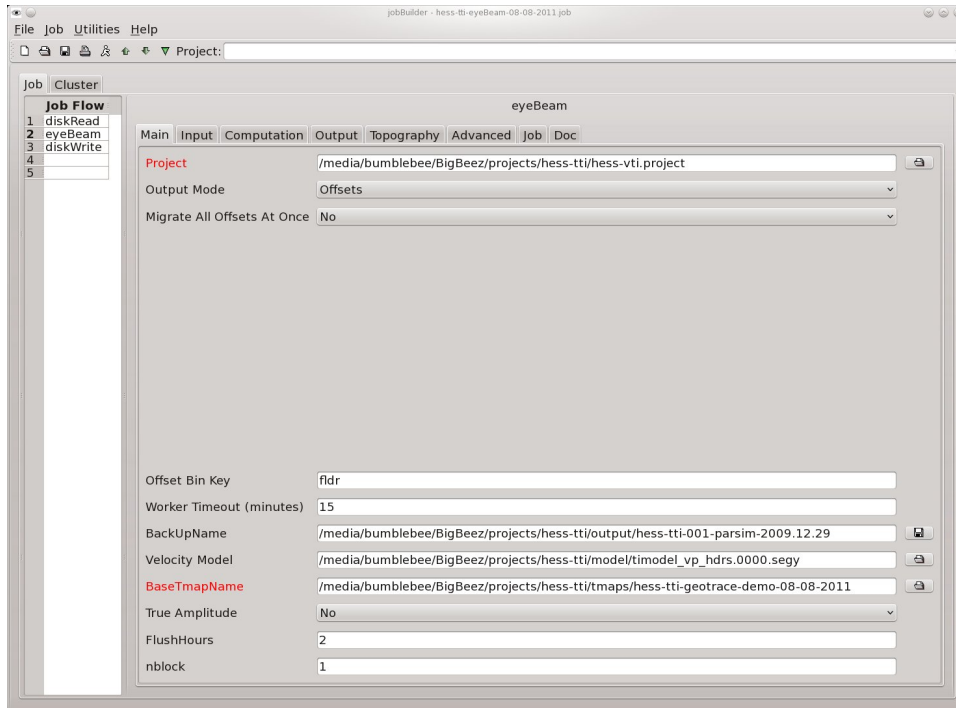 jobBuilder - hess-tti-eyeBeam-08-08-2011.job
File Job Utilities Help
Project:
Job Cluster
Job Flow
1 diskRead
2 eyeBeam
3 diskWrite
4
5
eyeBeam
Main Input Computation Output Topography Advanced Job Doc
Project /media/bumblebee/BigBeez/projects/hess-tti/hess-vti.project
Output Mode Offsets
Migrate All Offsets At Once No
Offset Bin Key fldr
Worker Timeout (minutes) 15
BackUpName /media/bumblebee/BigBeez/projects/hess-tti/output/hess-tti-001-parsim-2009.12.29
Velocity Model /media/bumblebee/BigBeez/projects/hess-tti/model/timodel_vp_hdrs.0000.segy
BaseTmapName /media/bumblebee/BigBeez/projects/hess-tti/tmaps/hess-tti-geotrace-demo-08-08-2011
True Amplitude No
FlushHours 2
nblock 1